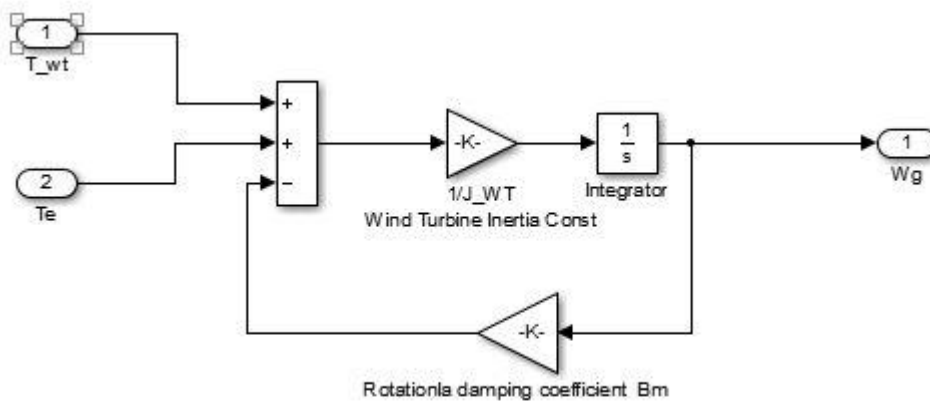 1
T_wt
2
Te
+
+
−
-K-
1/J_WT
Wind Turbine Inertia Const
1
s
Integrator
1
Wg
-K-
Rotationla damping coefficient Bm